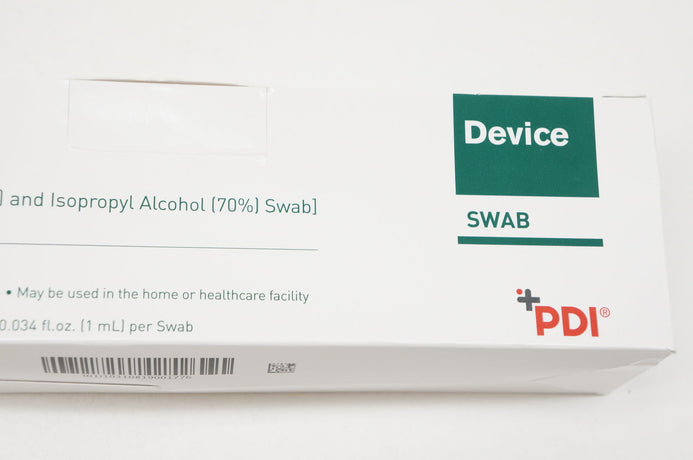 Device
SWAB
] and Isopropyl Alcohol (70%) Swab]
• May be used in the home or healthcare facility
0.034 fl.oz. (1 mL) per Swab
PDI®